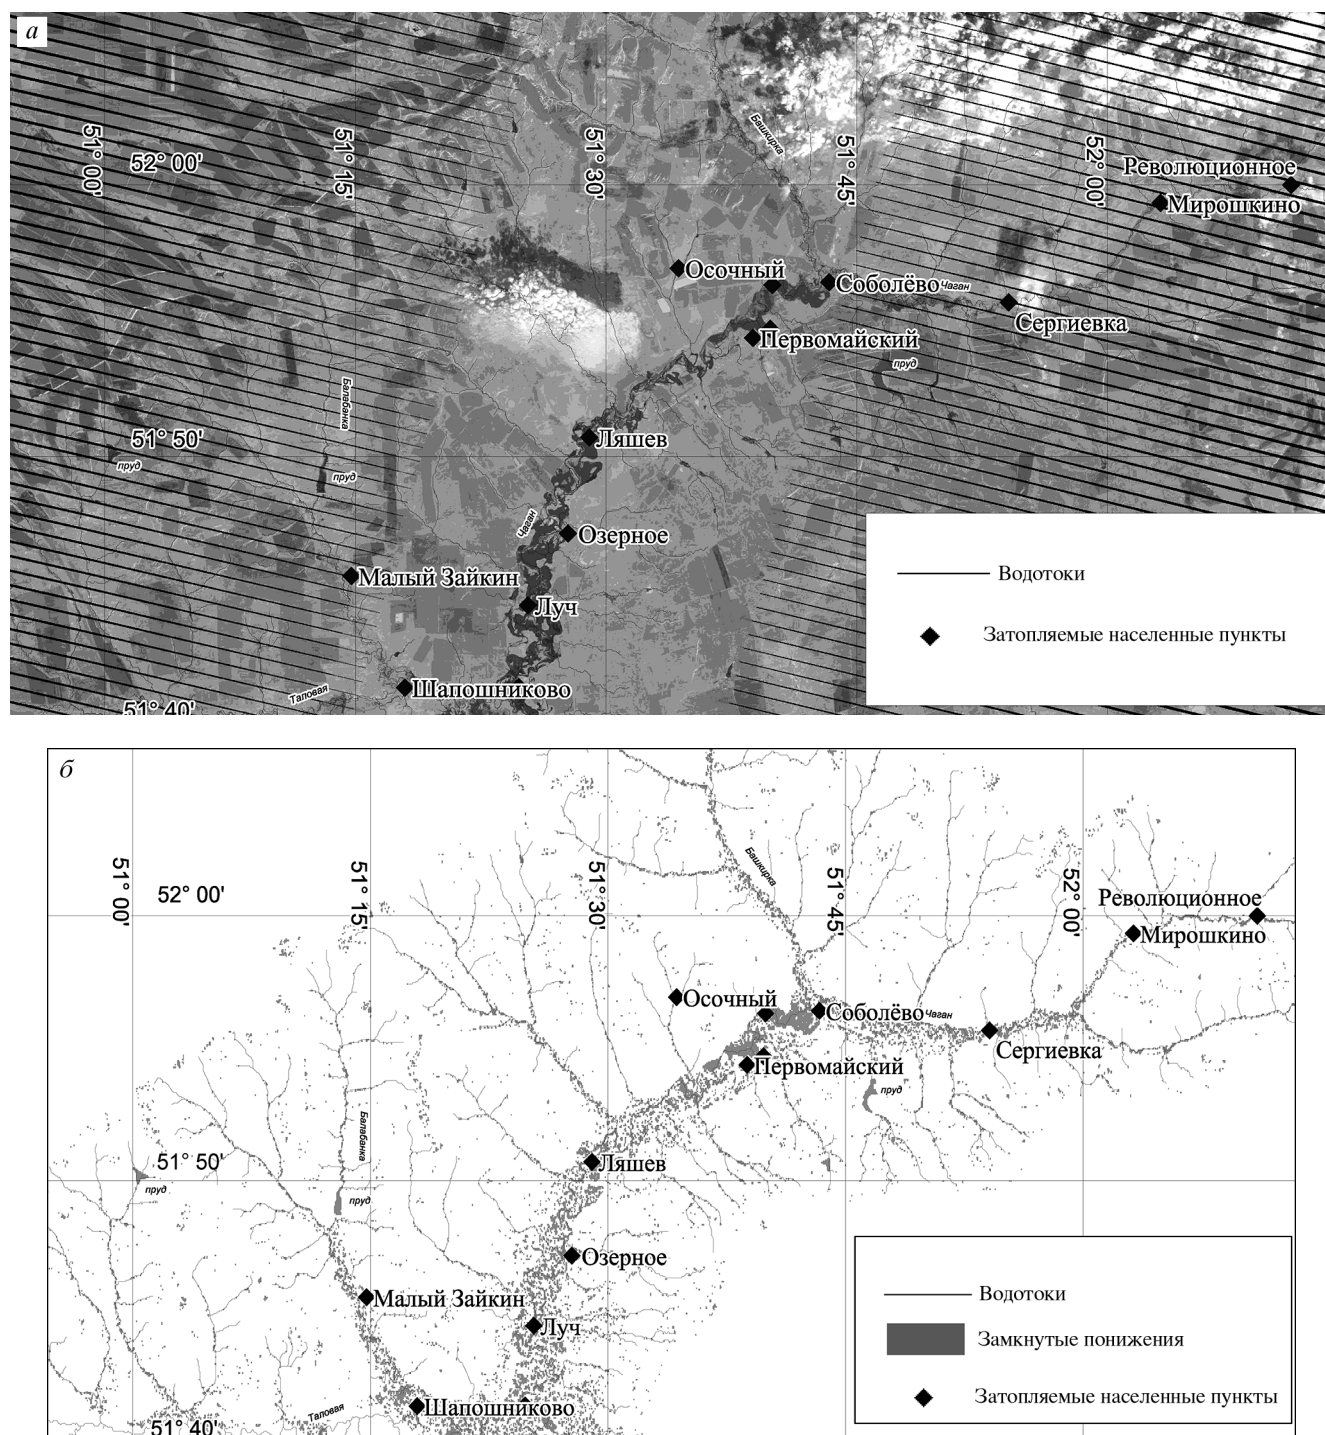 а
51° 00'
52° 00'
51° 15'
51° 30'
Башкирка
51° 45'
52° 00'
Революционное
Мирошкино
Осочный
Соболёво
Чаган
Сергиевка
Первомайский
пруд
Балабанка
51° 50'
Ляшев
пруд
пруд
Чаган
Озерное
Малый Зайкин
Луч
Шапошниково
Таловая
51° 40'
Водотоки
Затопляемые населенные пункты
б
51° 00'
52° 00'
51° 15'
51° 30'
Башкирка
51° 45'
52° 00'
Революционное
Мирошкино
Осочный
Соболёво
Чаган
Сергиевка
Первомайский
пруд
Балабанка
51° 50'
Ляшев
пруд
пруд
Озерное
Малый Зайкин
Луч
Шапошниково
Таловая
51° 40'
Водотоки
Замкнутые понижения
Затопляемые населенные пункты